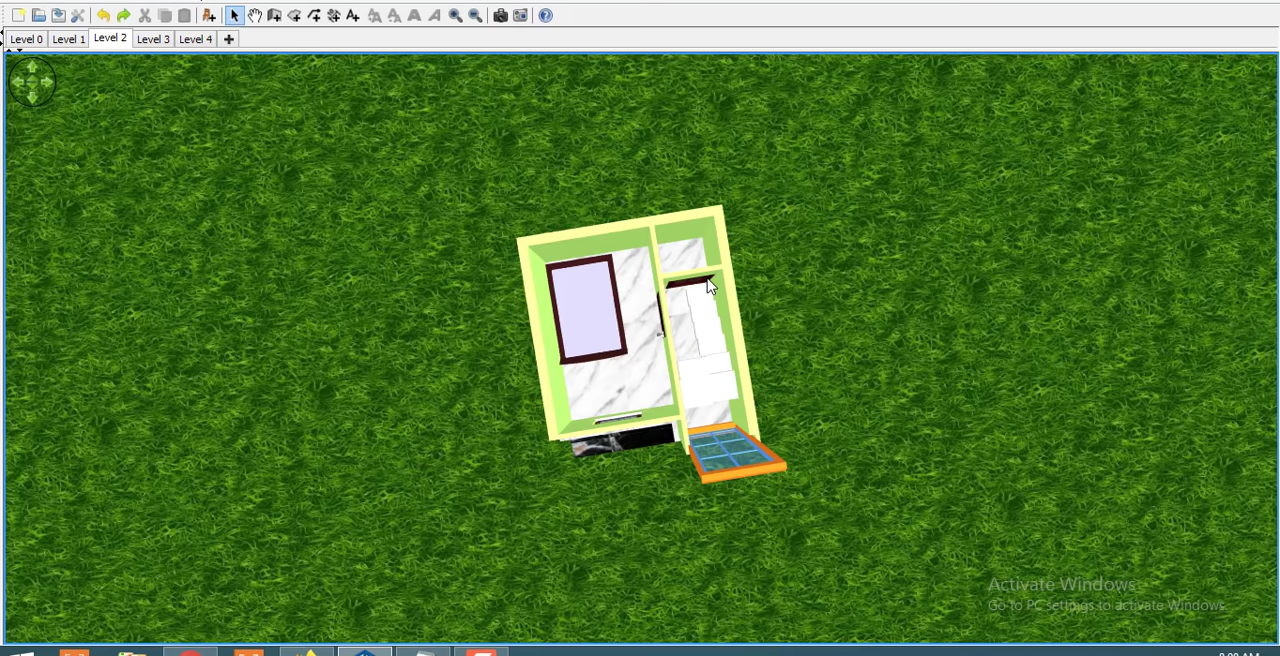 Level 0 Level 1 Level 2 Level 3 Level 4
Activate Windows
Go to PC settings to activate Windows.